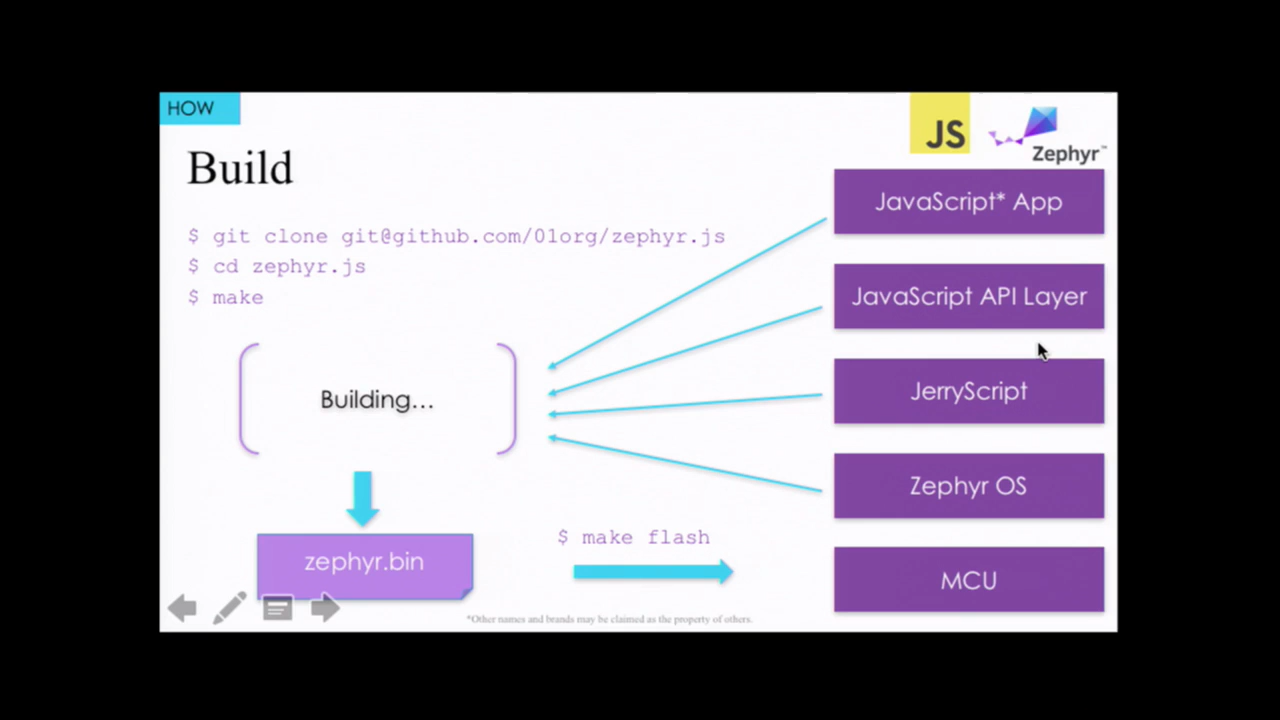 HOW
JS
Zephyr™
Build
$ git clone git@github.com/01org/zephyr.js
$ cd zephyr.js
$ make
Building...
zephyr.bin
$ make flash
JavaScript* App
JavaScript API Layer
JerryScript
Zephyr OS
MCU
*Other names and brands may be claimed as the property of others.